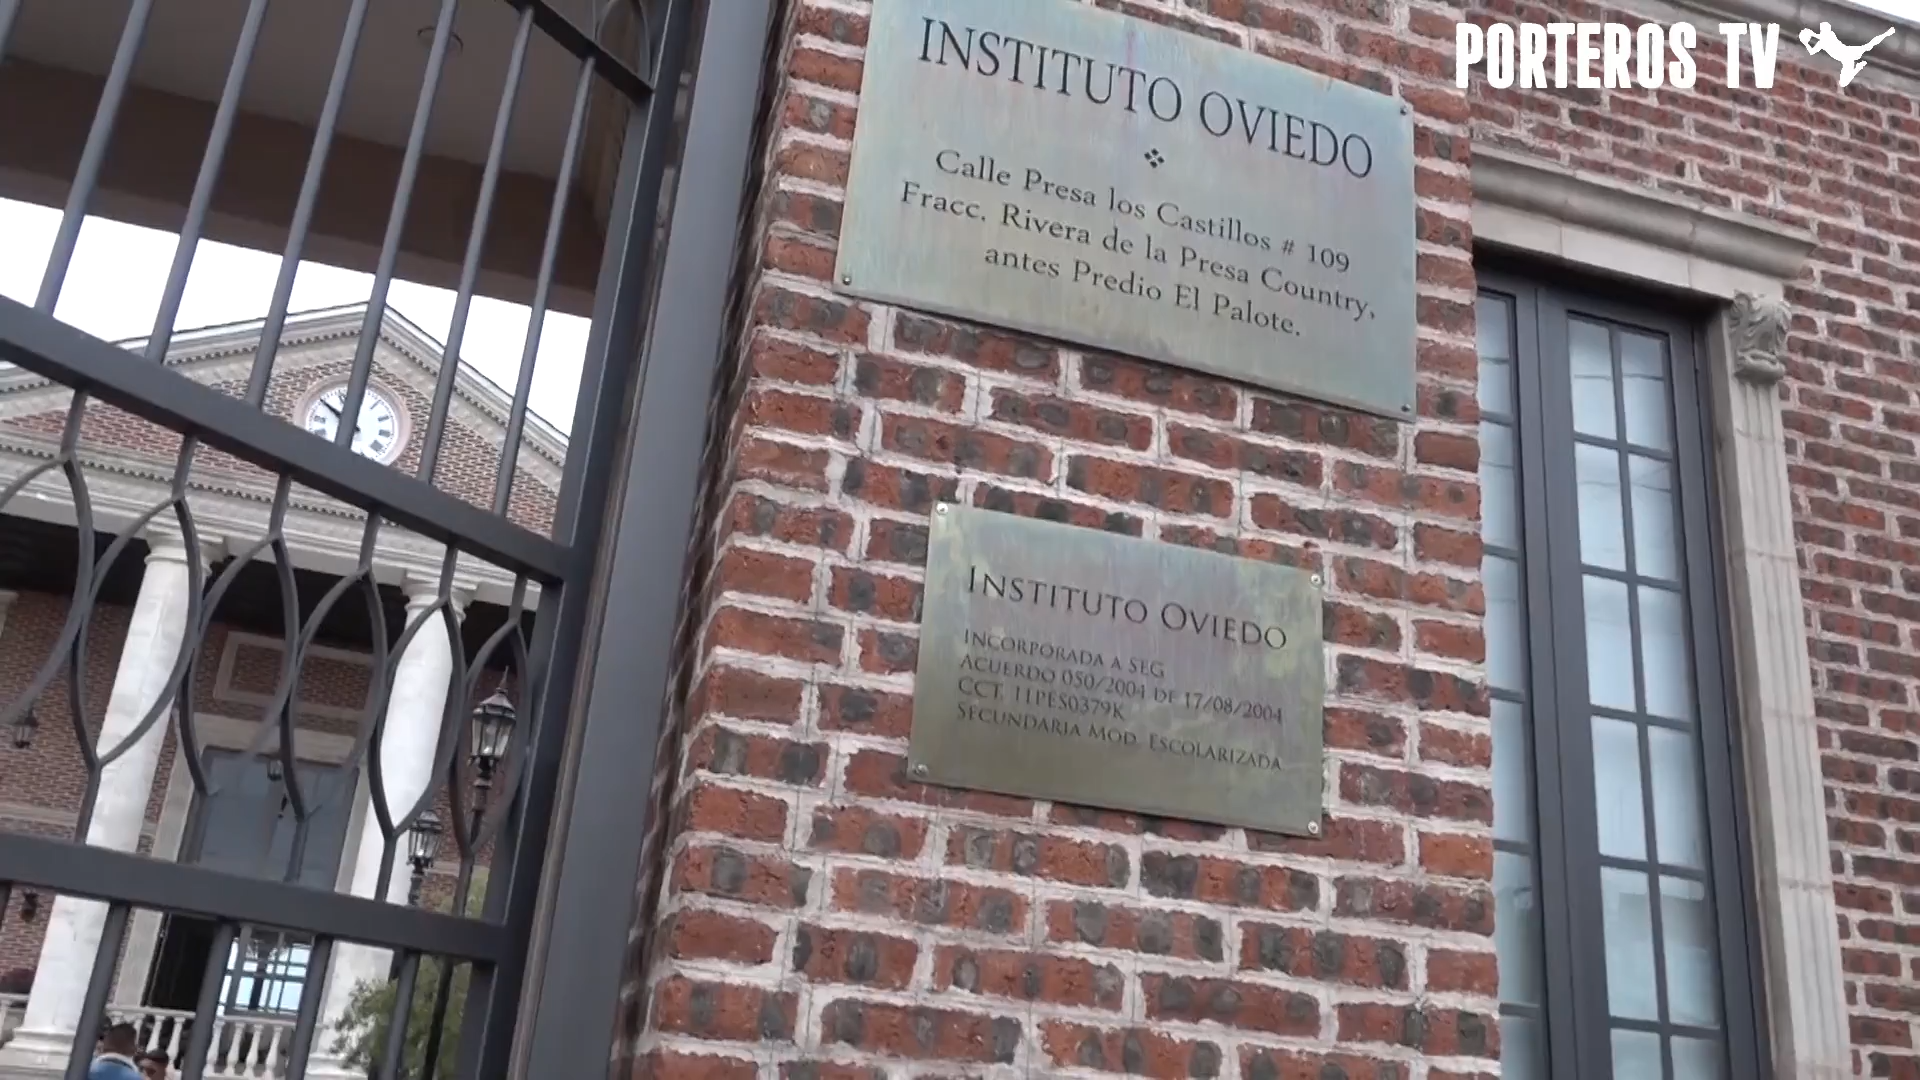 PORTEROS TV
INSTITUTO OVIEDO
Calle Presa los Castillos # 109
Fracc. Rivera de la Presa Country,
antes Predio El Palote.
INSTITUTO OVIEDO
INCORPORADA A SEG
ACUERDO 050/2004 DE 17/08/2004
CCT. 11PES0379K
SECUNDARIA MOD. ESCOLARIZADA